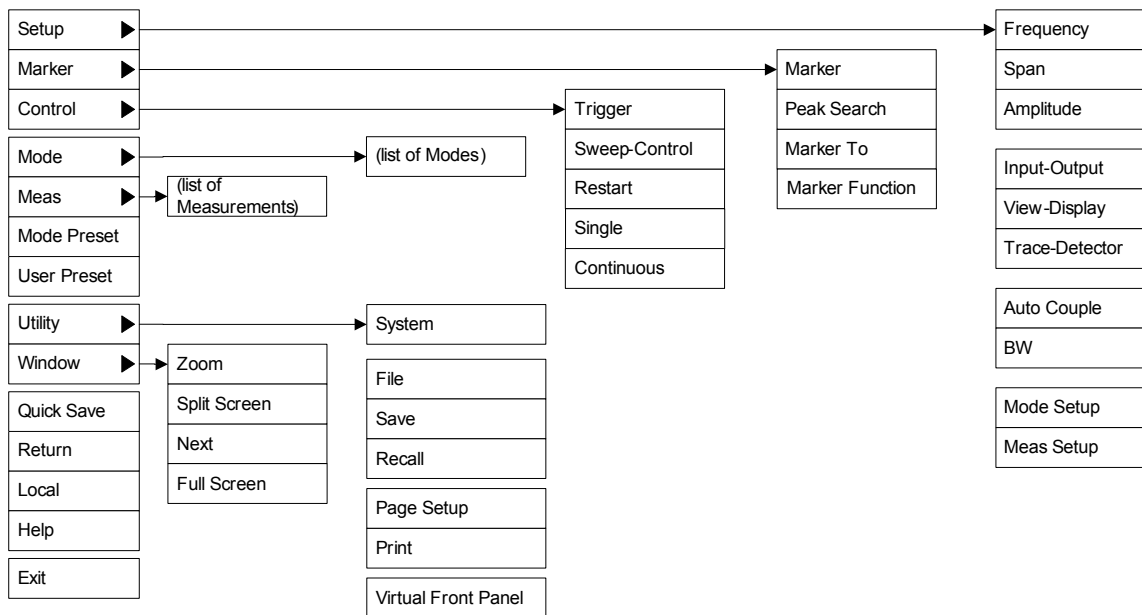 Setup
Marker
Control
Mode
Meas
Mode Preset
User Preset
Utility
Window
Quick Save
Return
Local
Help
Exit
(list of
Measurements)
Zoom
Split Screen
Next
Full Screen
(list of Modes)
System
File
Save
Recall
Page Setup
Print
Virtual Front Panel
Trigger
Sweep-Control
Restart
Single
Continuous
Marker
Peak Search
Marker To
Marker Function
Frequency
Span
Amplitude
Input-Output
View-Display
Trace-Detector
Auto Couple
BW
Mode Setup
Meas Setup